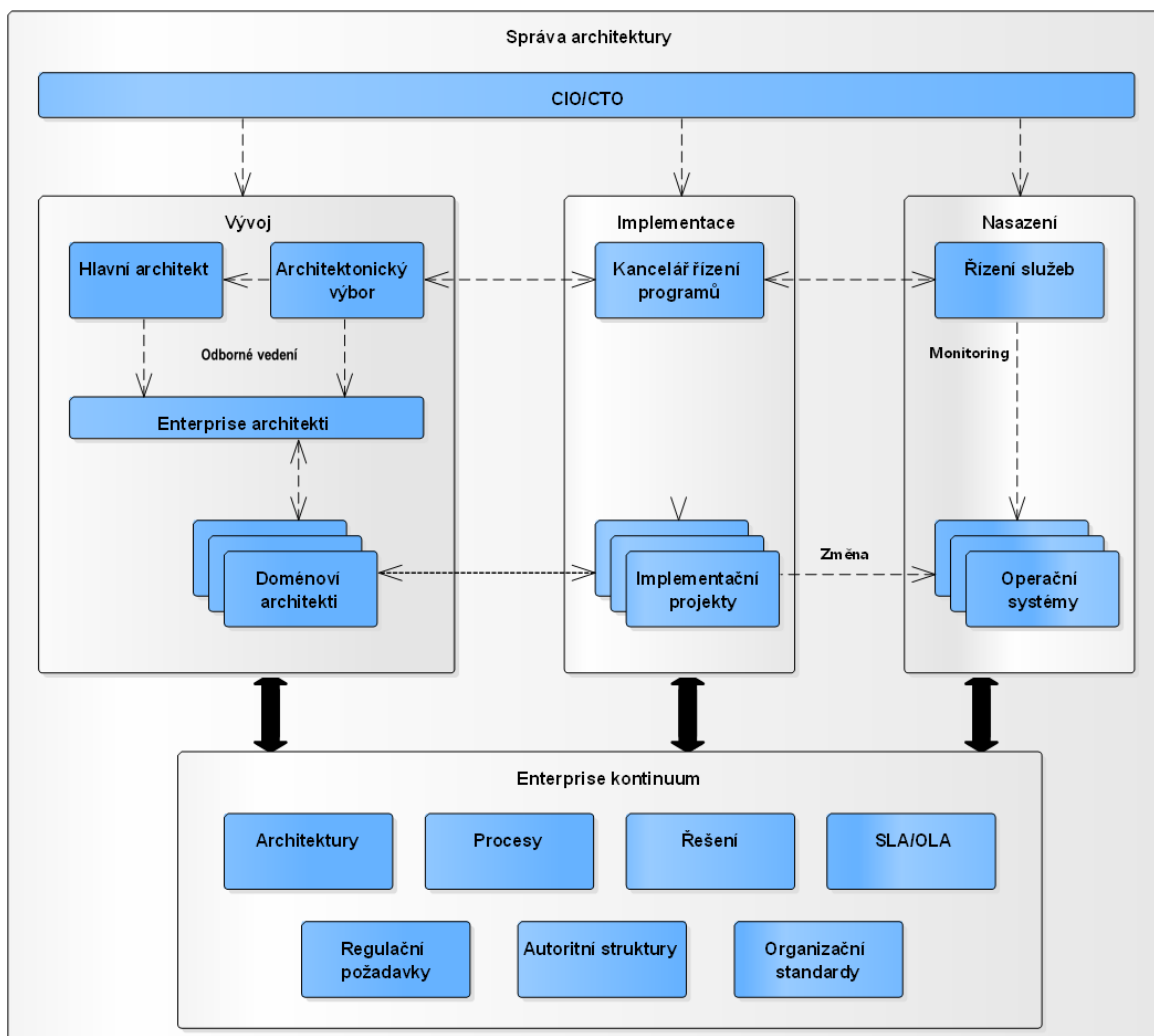 Správa architektury
CIO/CTO
Vývoj
Hlavní architekt
Architektonický
výbor
Odborné vedení
Enterprise architekti
Doménoví
architekti
Implementace
Kancelář řízení
programů
Implementační
projekty
Změna
Nasazení
Řízení služeb
Monitoring
Operační
systémy
Enterprise kontinuum
Architektury
Procesy
Řešení
SLA/OLA
Regulační
požadavky
Autoritní struktury
Organizační
standardy